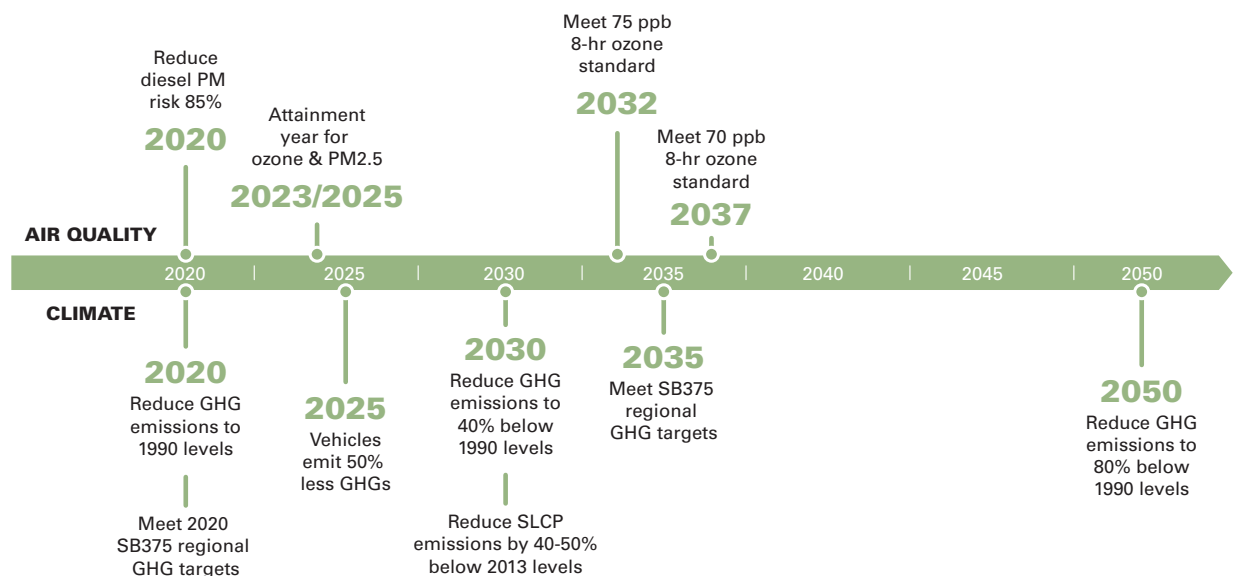 Reduce
diesel PM
risk 85%
2020
Attainment
year for
ozone & PM2.5
2023/2025
Meet 75 ppb
8-hr ozone
standard
2032
Meet 70 ppb
8-hr ozone
standard
2037
AIR QUALITY
2020 2025 2030 2035 2040 2045 2050
CLIMATE
2020
Reduce GHG
emissions to
1990 levels
Meet 2020
SB375 regional
GHG targets
2025
Vehicles
emit 50%
less GHGs
2030
Reduce GHG
emissions to
40% below
1990 levels
Reduce SLCP
emissions by 40-50%
below 2013 levels
2035
Meet SB375
regional
GHG targets
2050
Reduce GHG
emissions to
80% below
1990 levels